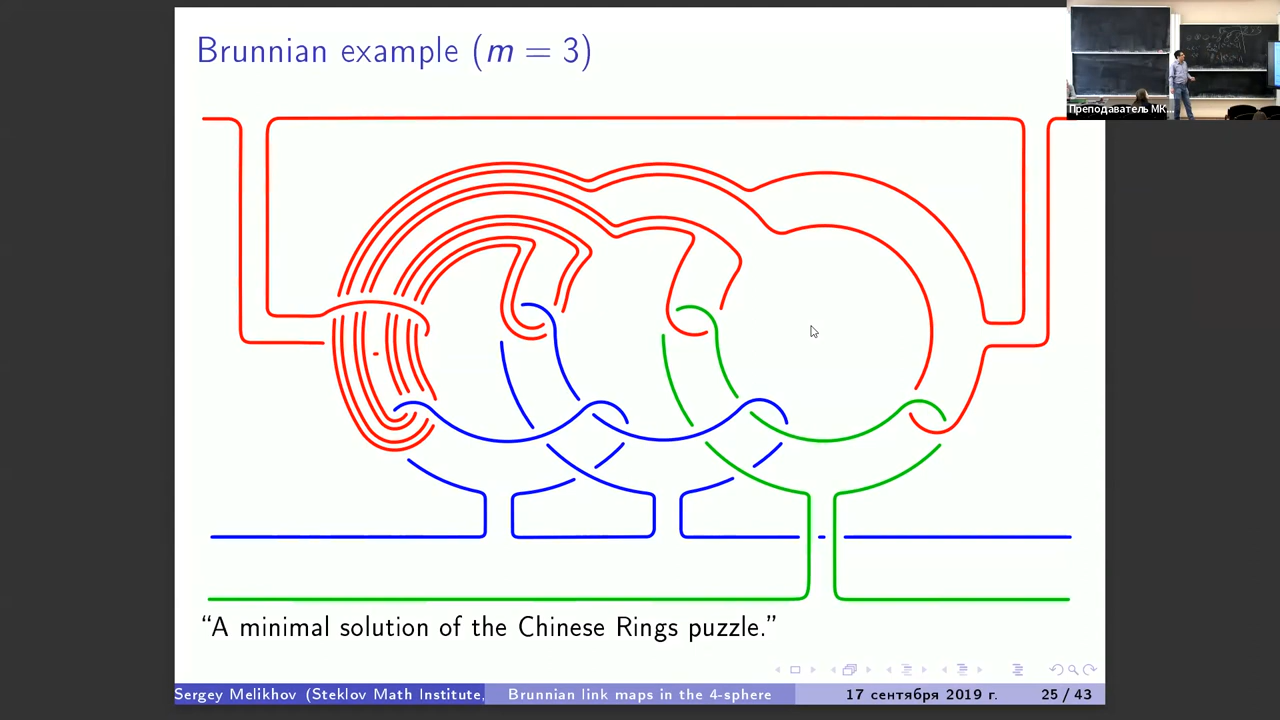 Brunnian example (m = 3)
Преподаватель МК...
“A minimal solution of the Chinese Rings puzzle.”
Sergey Melikhov (Steklov Math Institute, Brunnian link maps in the 4-sphere 17 сентября 2019 г. 25 / 43